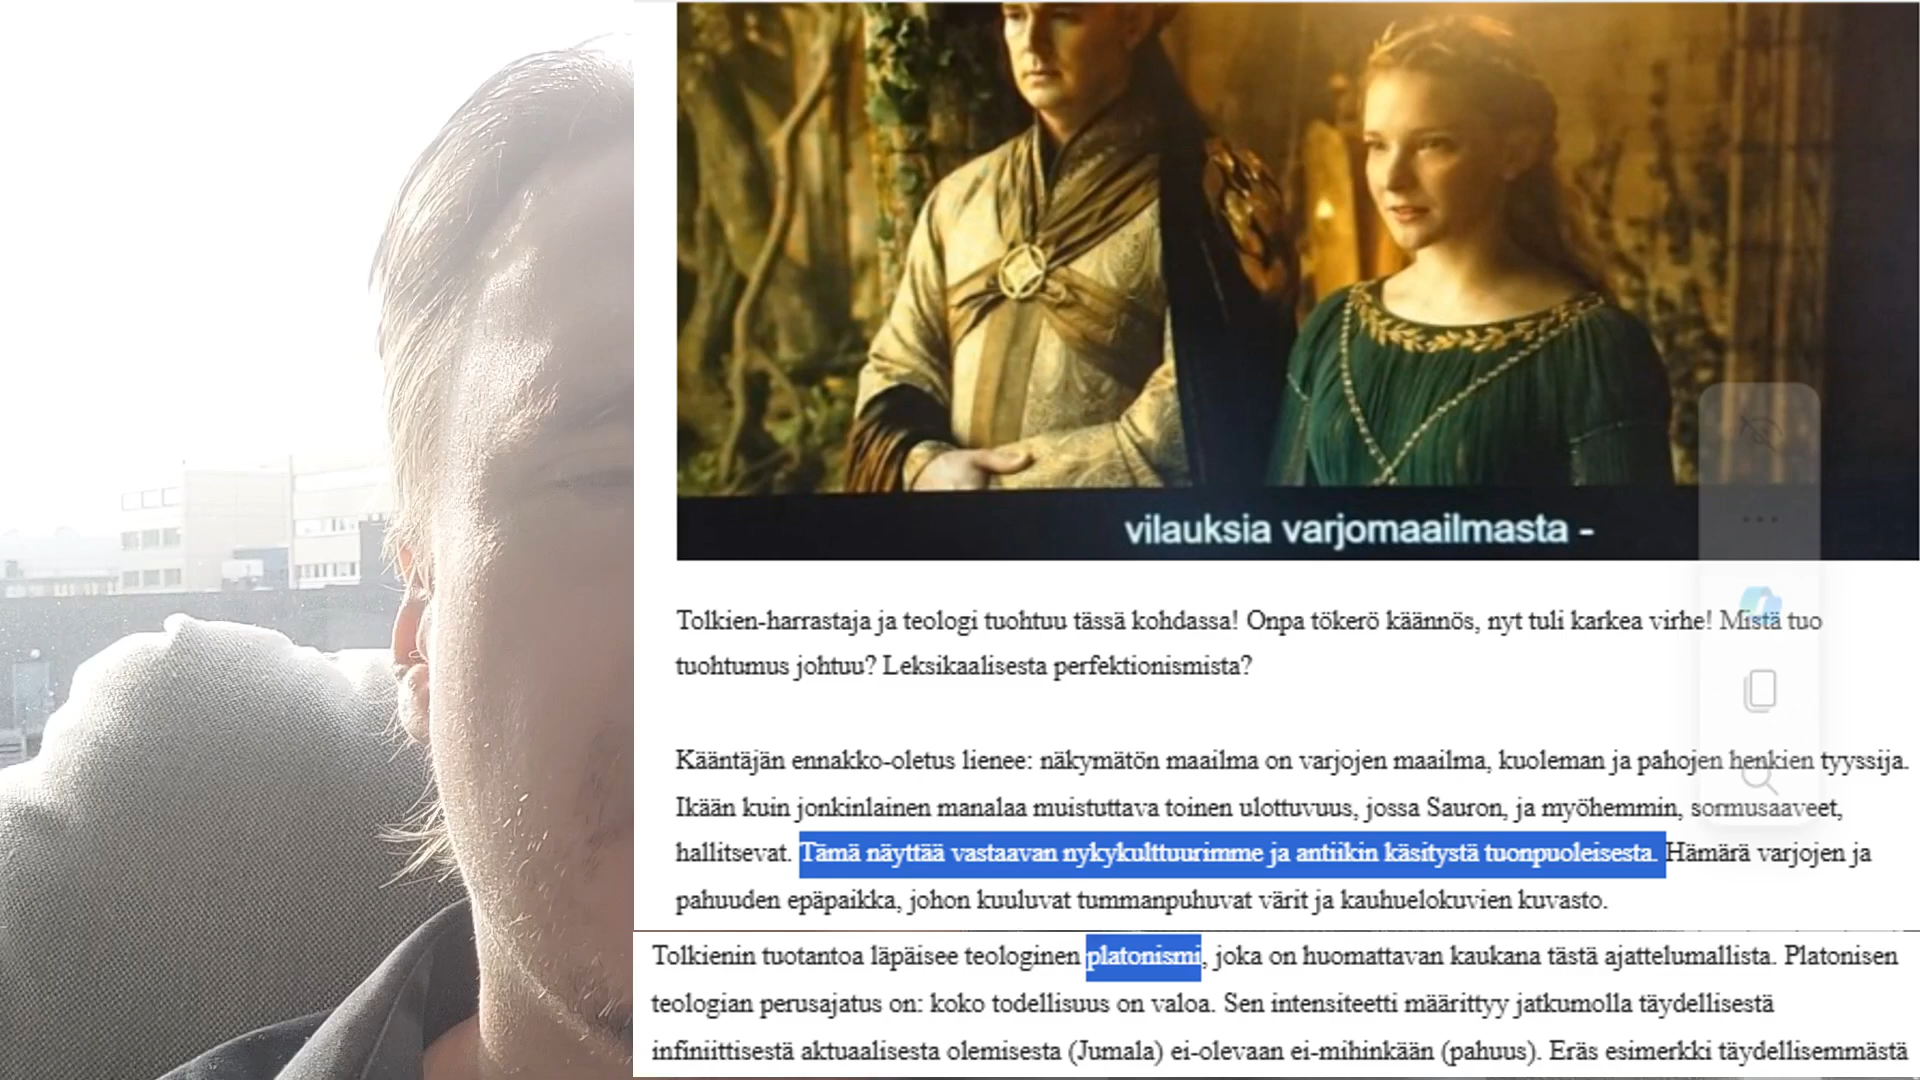 vilauksia varjomaailmasta -
Tolkien-harrastaja ja teologi tuohtuu tässä kohdassa! Onpa tökerö käännös, nyt tuli karkea virhe! Mistä tuo
tuohtumus johtuu? Leksikaalisesta perfektionismista?
Kääntäjän ennakko-oletus lienee: näkymätön maailma on varjojen maailma, kuoleman ja pahojen henkien tyyssija.
Ikään kuin jonkinlainen manalaa muistuttava toinen ulottuvuus, jossa Sauron, ja myöhemmin, sormusaaveet,
hallitsevat. Tämä näyttää vastaavan nykykulttuurimme ja antiikin käsitystä tuonpuoleisesta. Hämärä varjojen ja
pahuuden epäpaikka, johon kuuluvat tummanpuhuvat värit ja kauhuelokuvien kuvasto.
Tolkienin tuotantoa läpäisee teologinen platonismi, joka on huomattavan kaukana tästä ajattelumallista. Platonisen
teologian perusajatus on: koko todellisuus on valoa. Sen intensiteetti määrittyy jatkumolla täydellisestä
infiniittisestä aktuaalisesta olemisesta (Jumala) ei-olevaan ei-mihinkään (pahuus). Eräs esimerkki täydellisemmästä